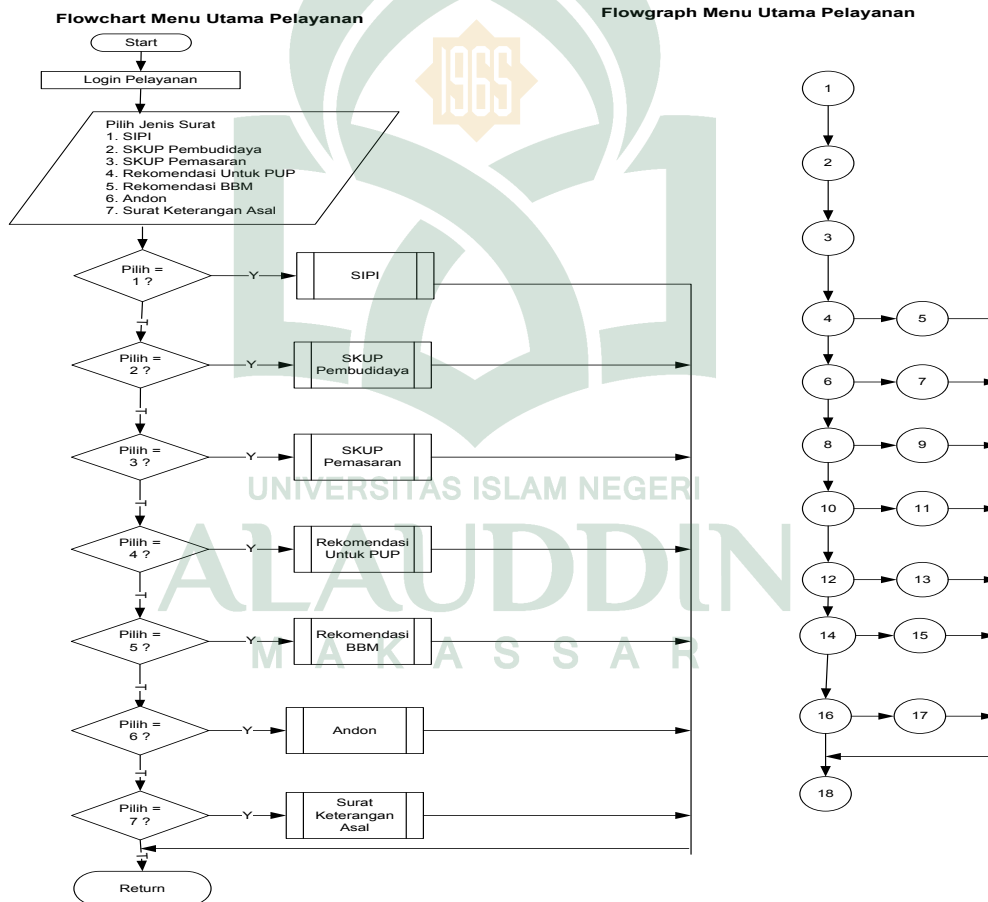 Flowchart Menu Utama Pelayanan
Start
Login Pelayanan
Pilih Jenis Surat
1. SIPI
2. SKUP Pembudidaya
3. SKUP Pemasaran
4. Rekomendasi Untuk PUP
5. Rekomendasi BBM
6. Andon
7. Surat Keterangan Asal
Pilih =
1 ?
Y
SIPI
T
Pilih =
2 ?
Y
SKUP
Pembudidaya
T
Pilih =
3 ?
Y
SKUP
Pemasaran
T
Pilih =
4 ?
Y
Rekomendasi
Untuk PUP
T
Pilih =
5 ?
Y
Rekomendasi
BBM
T
Pilih =
6 ?
Y
Andon
T
Pilih =
7 ?
Y
Surat
Keterangan
Asal
T
Return
Flowgraph Menu Utama Pelayanan
1
2
3
4
5
6
7
8
9
10
11
12
13
14
15
16
17
18
1965
UNIVERSITAS ISLAM NEGERI
ALAUDDIN
MAKASSAR